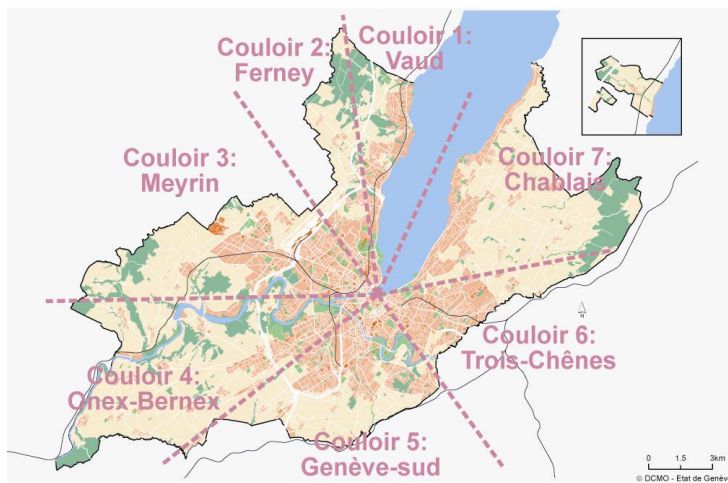 Couloir 1:
Vaud
Couloir 2:
Ferney
Couloir 3:
Meyrin
Couloir 7:
Chablais
N
Couloir 6:
Trois-Chênes
Couloir 4:
Onex-Bernex
Couloir 5:
Genève-sud
0 1.5 3km
© DCMO - Etat de Genèv